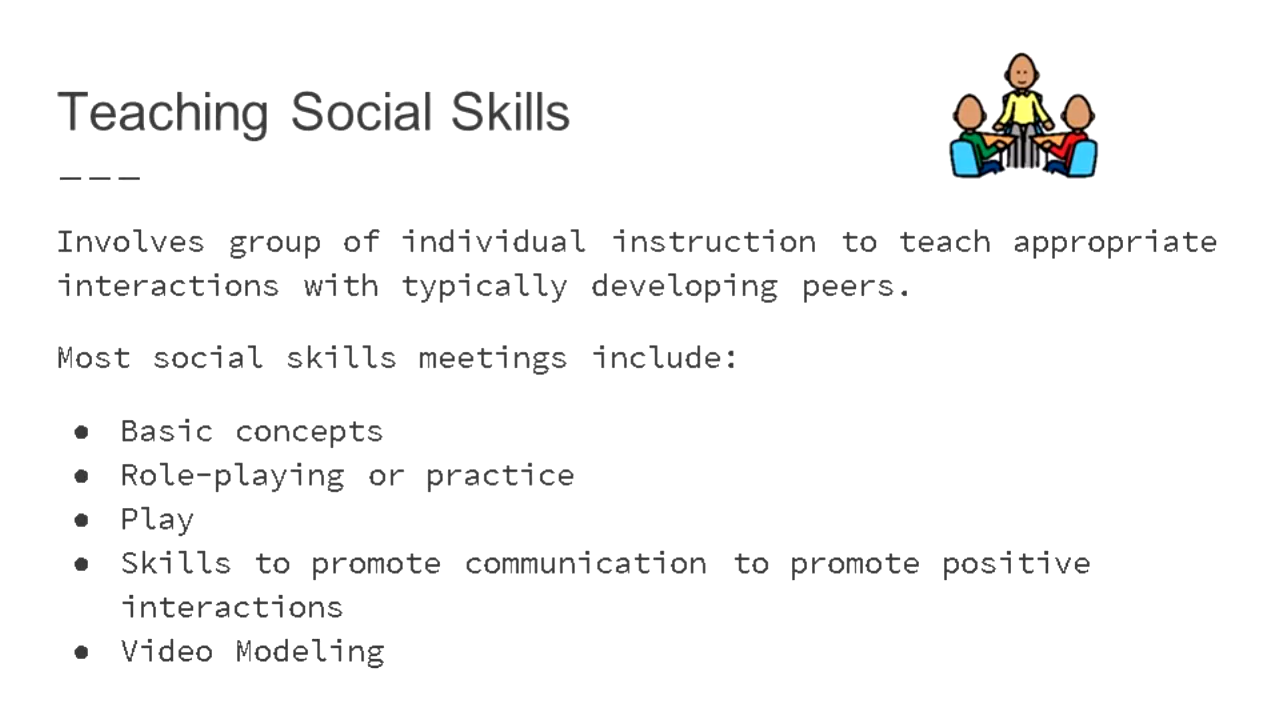 Teaching Social Skills
Involves group of individual instruction to teach appropriate
interactions with typically developing peers.
Most social skills meetings include:
● Basic concepts
● Role-playing or practice
● Play
● Skills to promote communication to promote positive
interactions
● Video Modeling